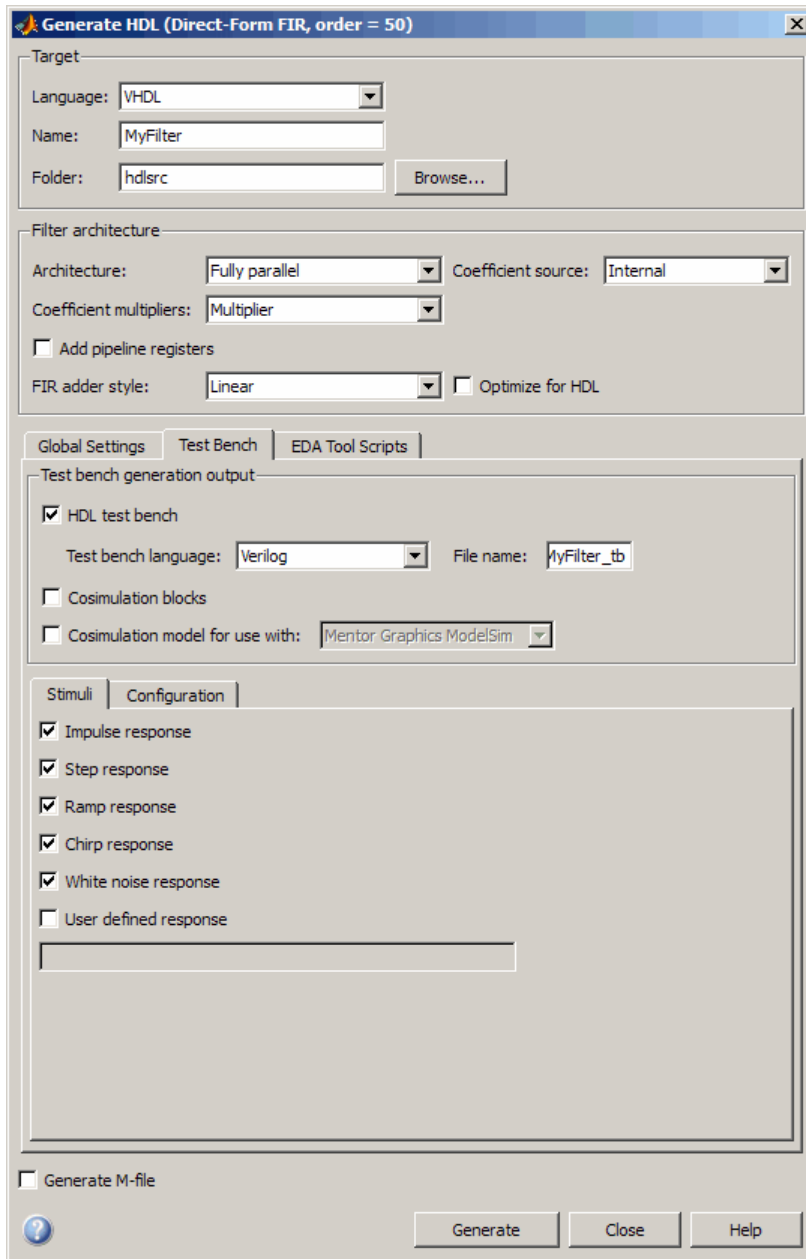 Generate HDL (Direct-Form FIR, order = 50)
Target
Language: VHDL
Name: MyFilter
Folder: hdlsrc Browse...
Filter architecture
Architecture: Fully parallel Coefficient source: Internal
Coefficient multipliers: Multiplier
Add pipeline registers
FIR adder style: Linear Optimize for HDL
Global Settings Test Bench EDA Tool Scripts
Test bench generation output
HDL test bench
Test bench language: Verilog File name: MyFilter_tb
Cosimulation blocks
Cosimulation model for use with: Mentor Graphics ModelSim
Stimuli Configuration
Impulse response
Step response
Ramp response
Chirp response
White noise response
User defined response
Generate M-file
? Generate Close Help